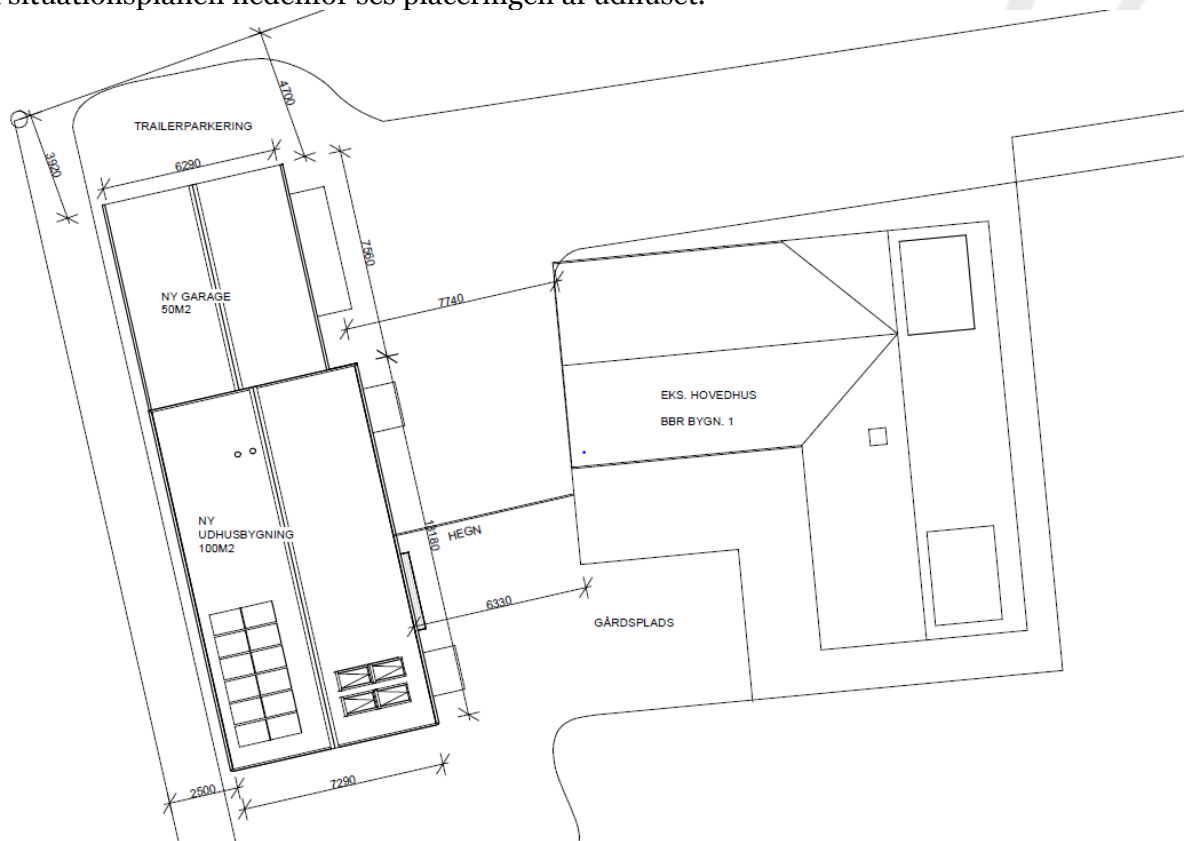 situationsplanen nedenfor ses placeringen af udhuset.
4700
TRAILERPARKERING
3920
6290
7560
NY GARAGE
50M2
7740
EKS. HOVEDHUS
BBR BYGN. 1
NY
UDHUSBYGNING
100M2
13180
HEGN
6330
GÅRDSPLADS
2500
7290